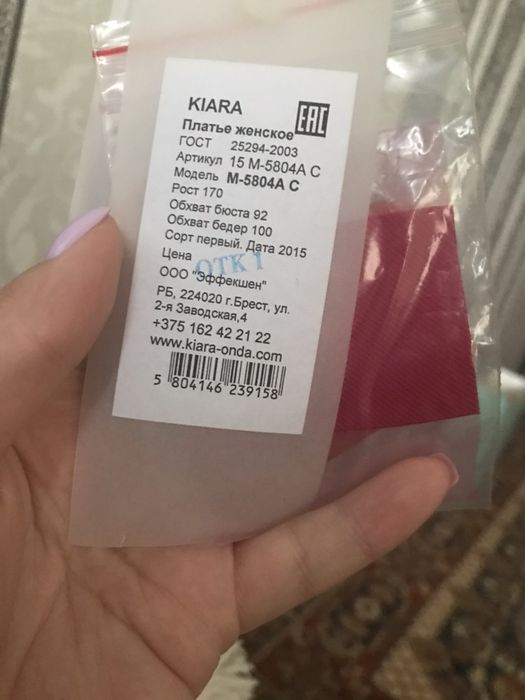 KIARA
EAC
Платье женское
ГОСТ 25294-2003
Артикул 15 М-5804А С
Модель М-5804А С
Рост 170
Обхват бюста 92
Обхват бедер 100
Сорт первый. Дата 2015
Цена
ОТК 1
ООО "Эффекшен"
РБ, 224020 г.Брест, ул.
2-я Заводская,4
+375 162 42 21 22
www.kiara-onda.com
5 804146 239158